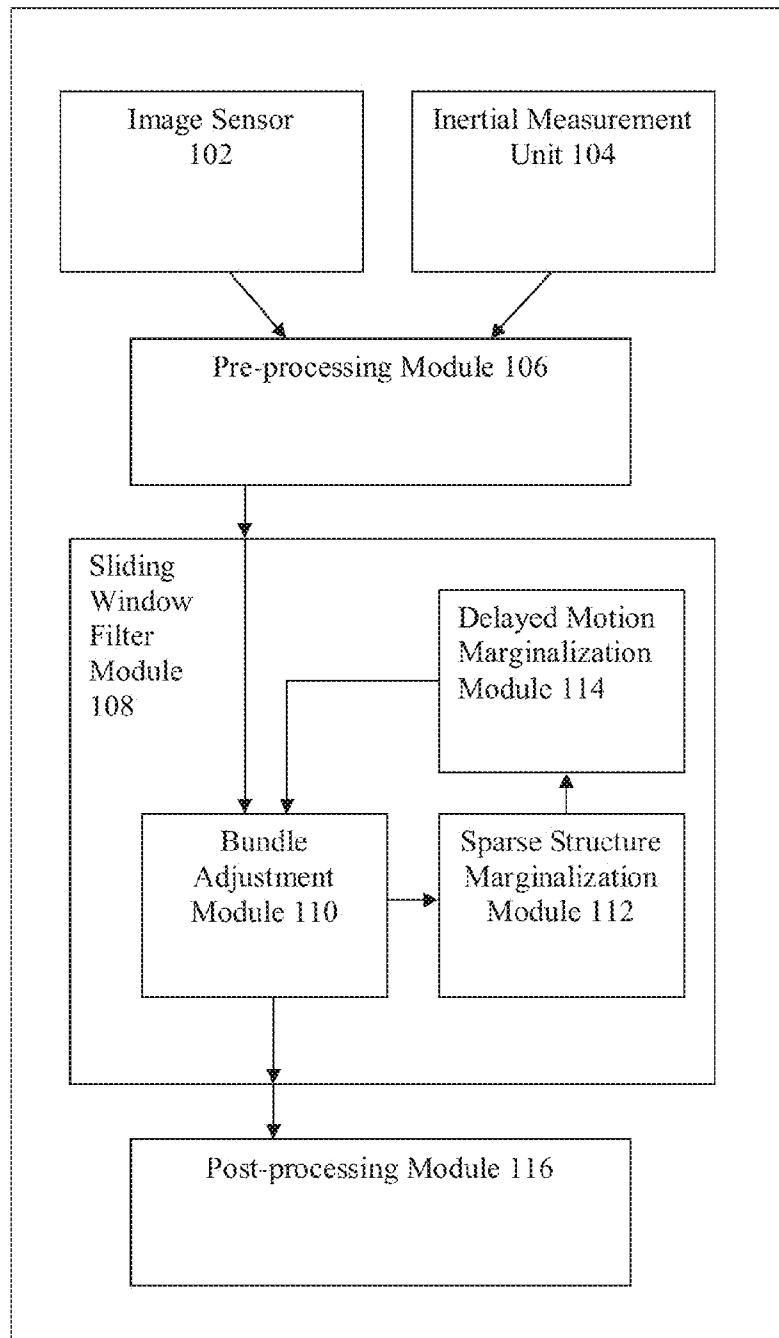 Image Sensor
102
Inertial Measurement
Unit 104
Pre-processing Module 106
Sliding
Window
Filter
Module
108
Delayed Motion
Marginalization
Module 114
Bundle
Adjustment
Module 110
Sparse Structure
Marginalization
Module 112
Post-processing Module 116